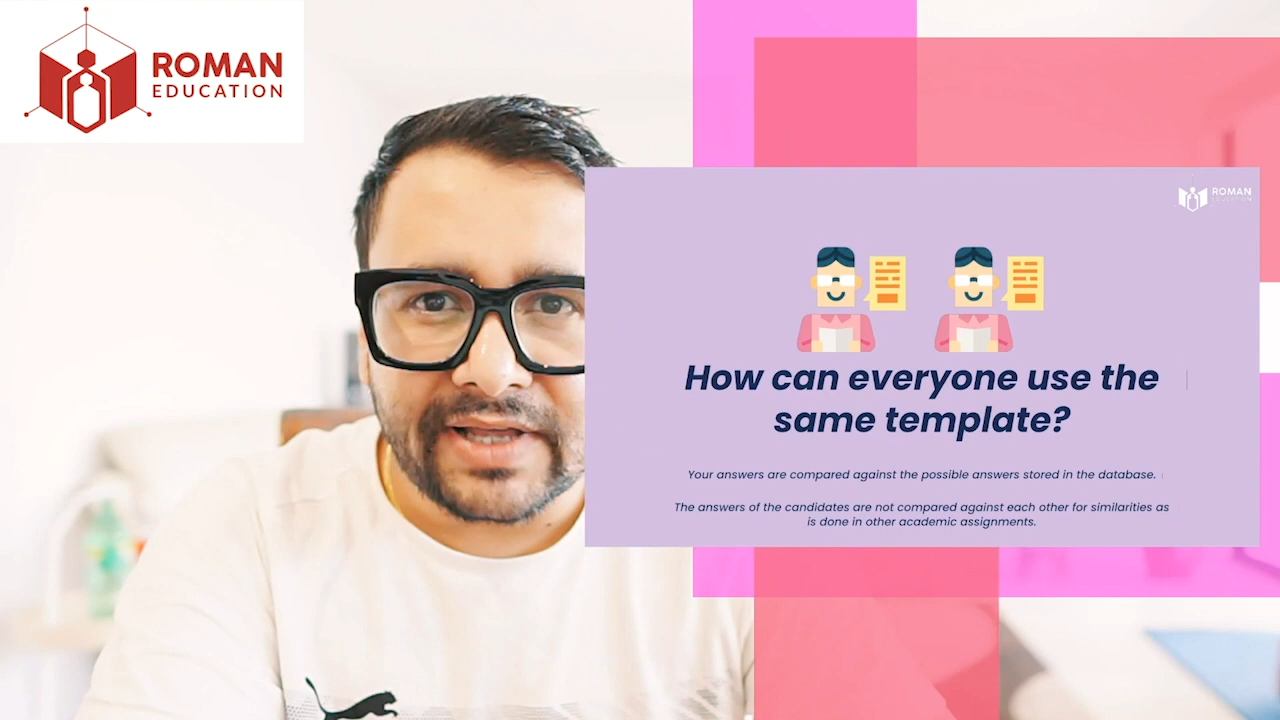 ROMAN
EDUCATION
ROMAN
EDUCATION
How can everyone use the
same template?
Your answers are compared against the possible answers stored in the database.
The answers of the candidates are not compared against each other for similarities as
is done in other academic assignments.